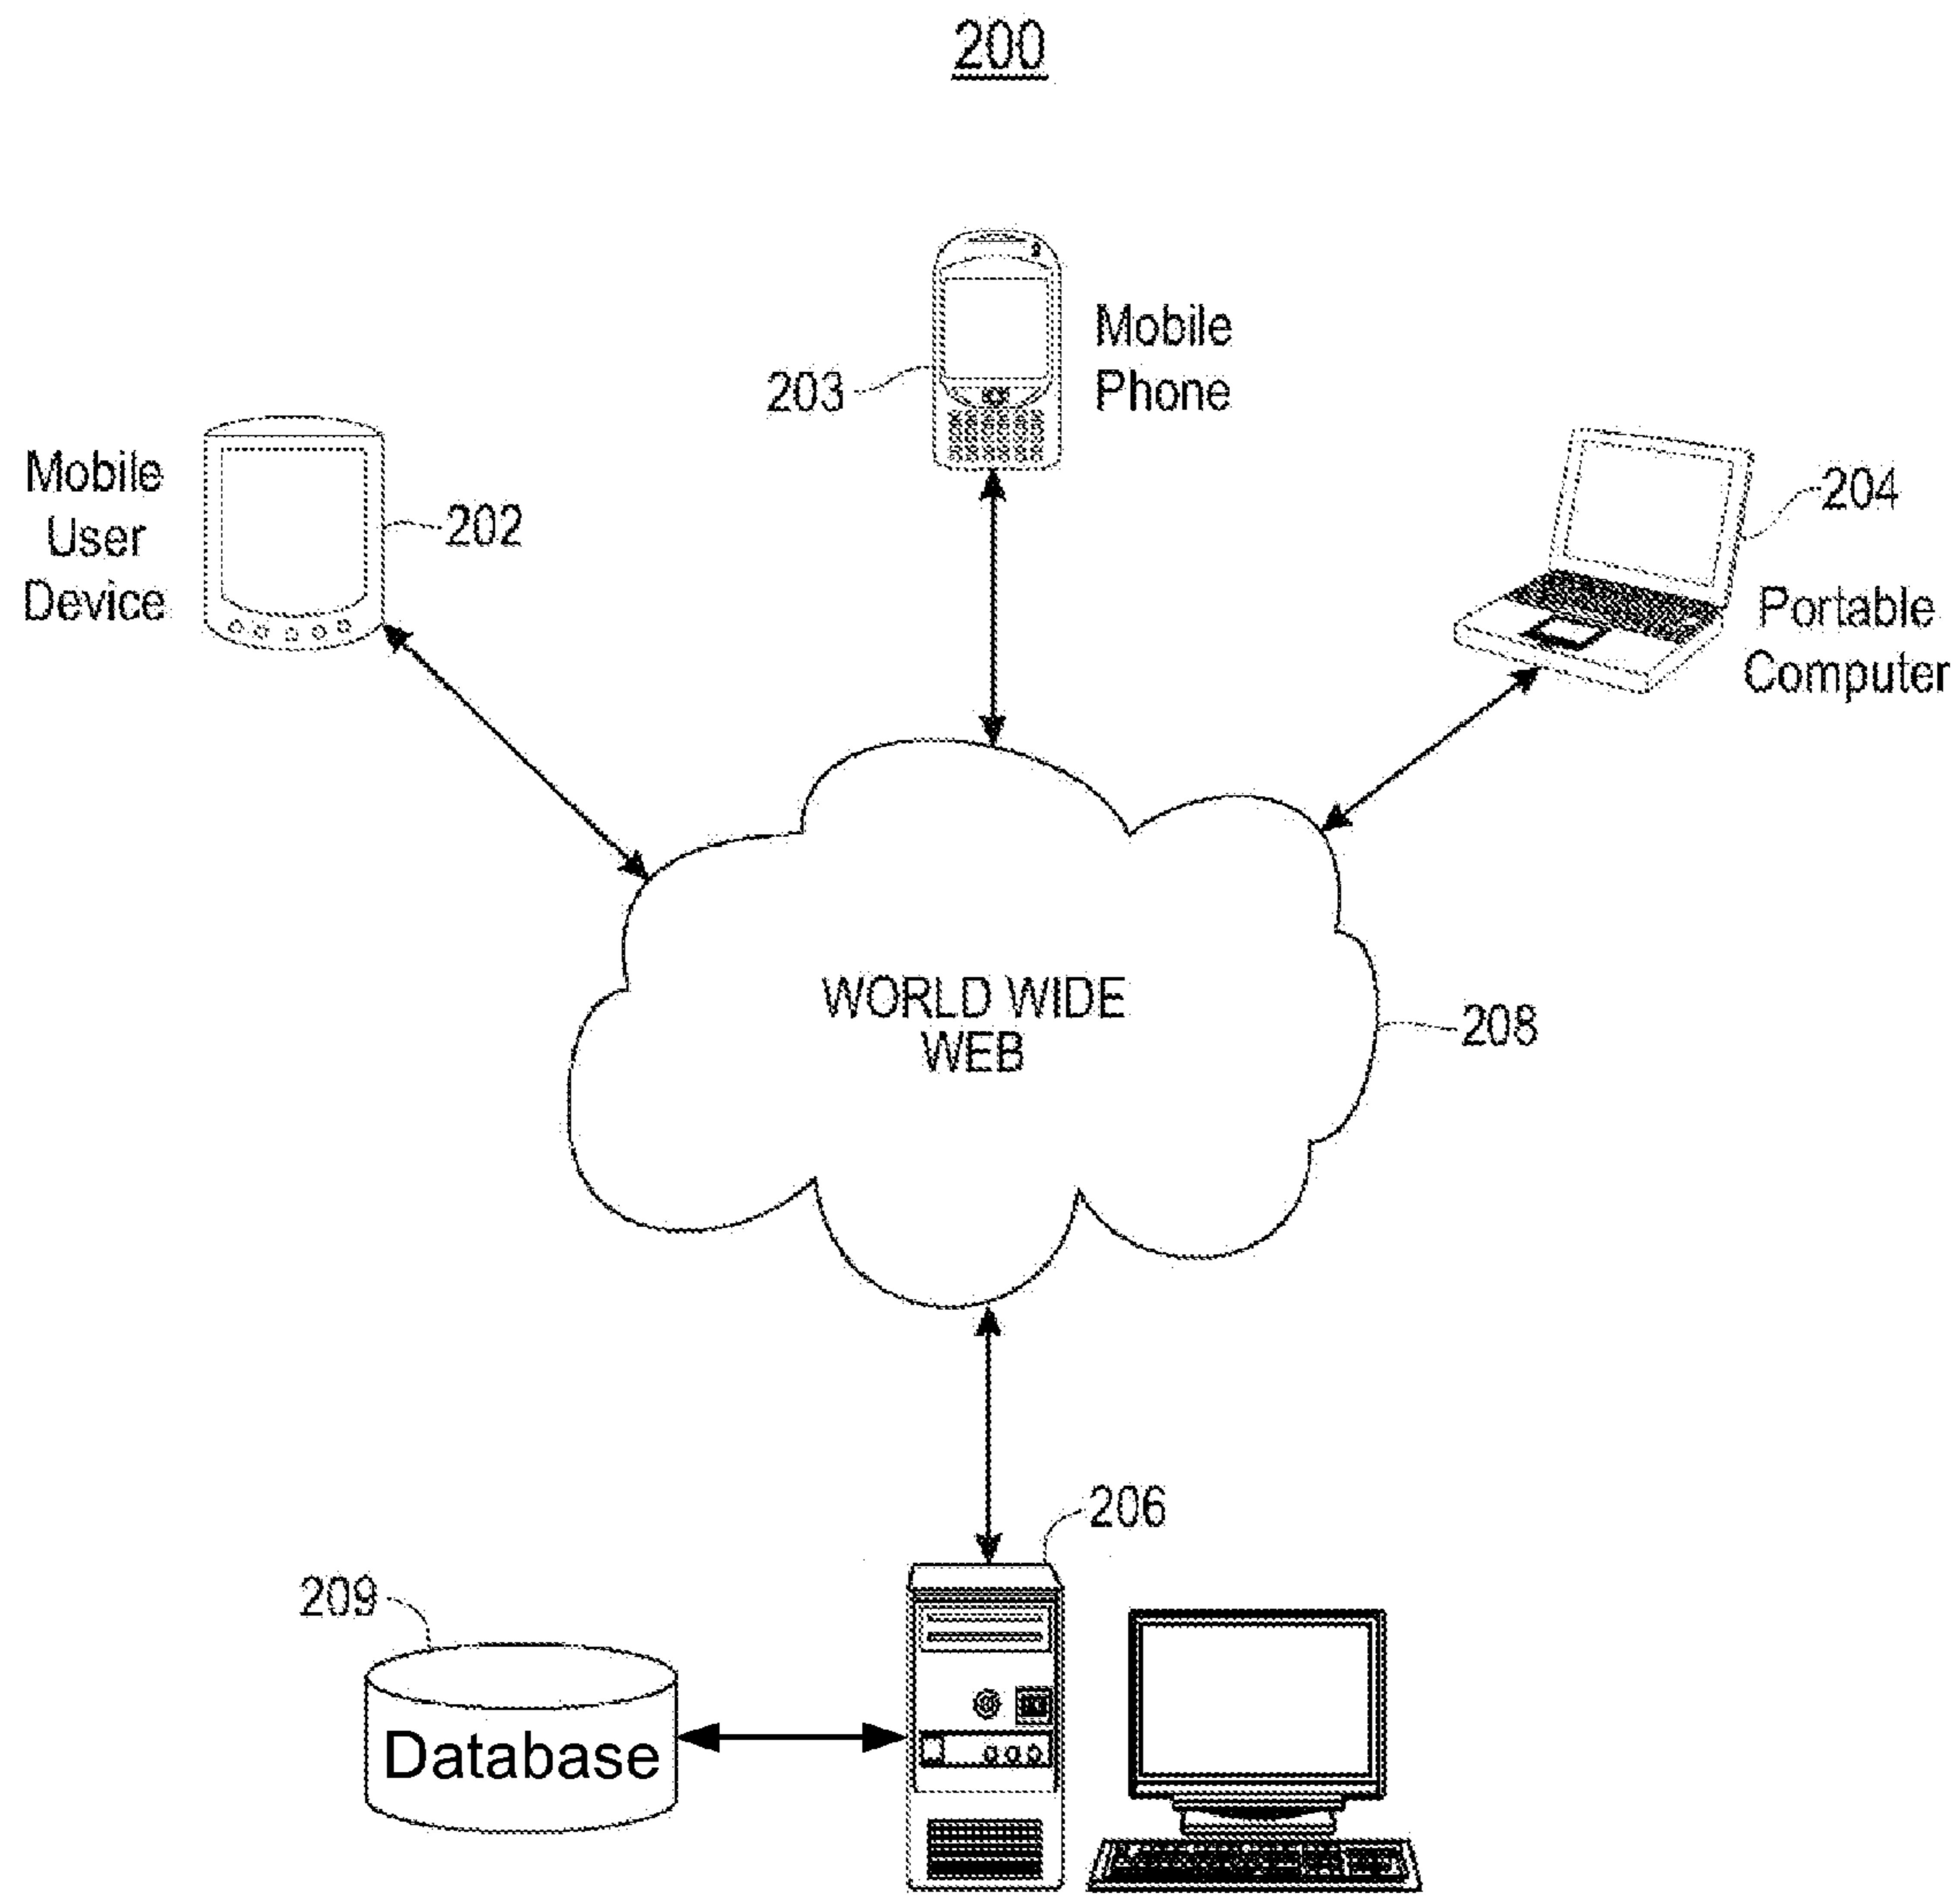 200
203
Mobile
Phone
Mobile
User
Device
202
204
Portable
Computer
WORLD WIDE
WEB
208
206
209
Database